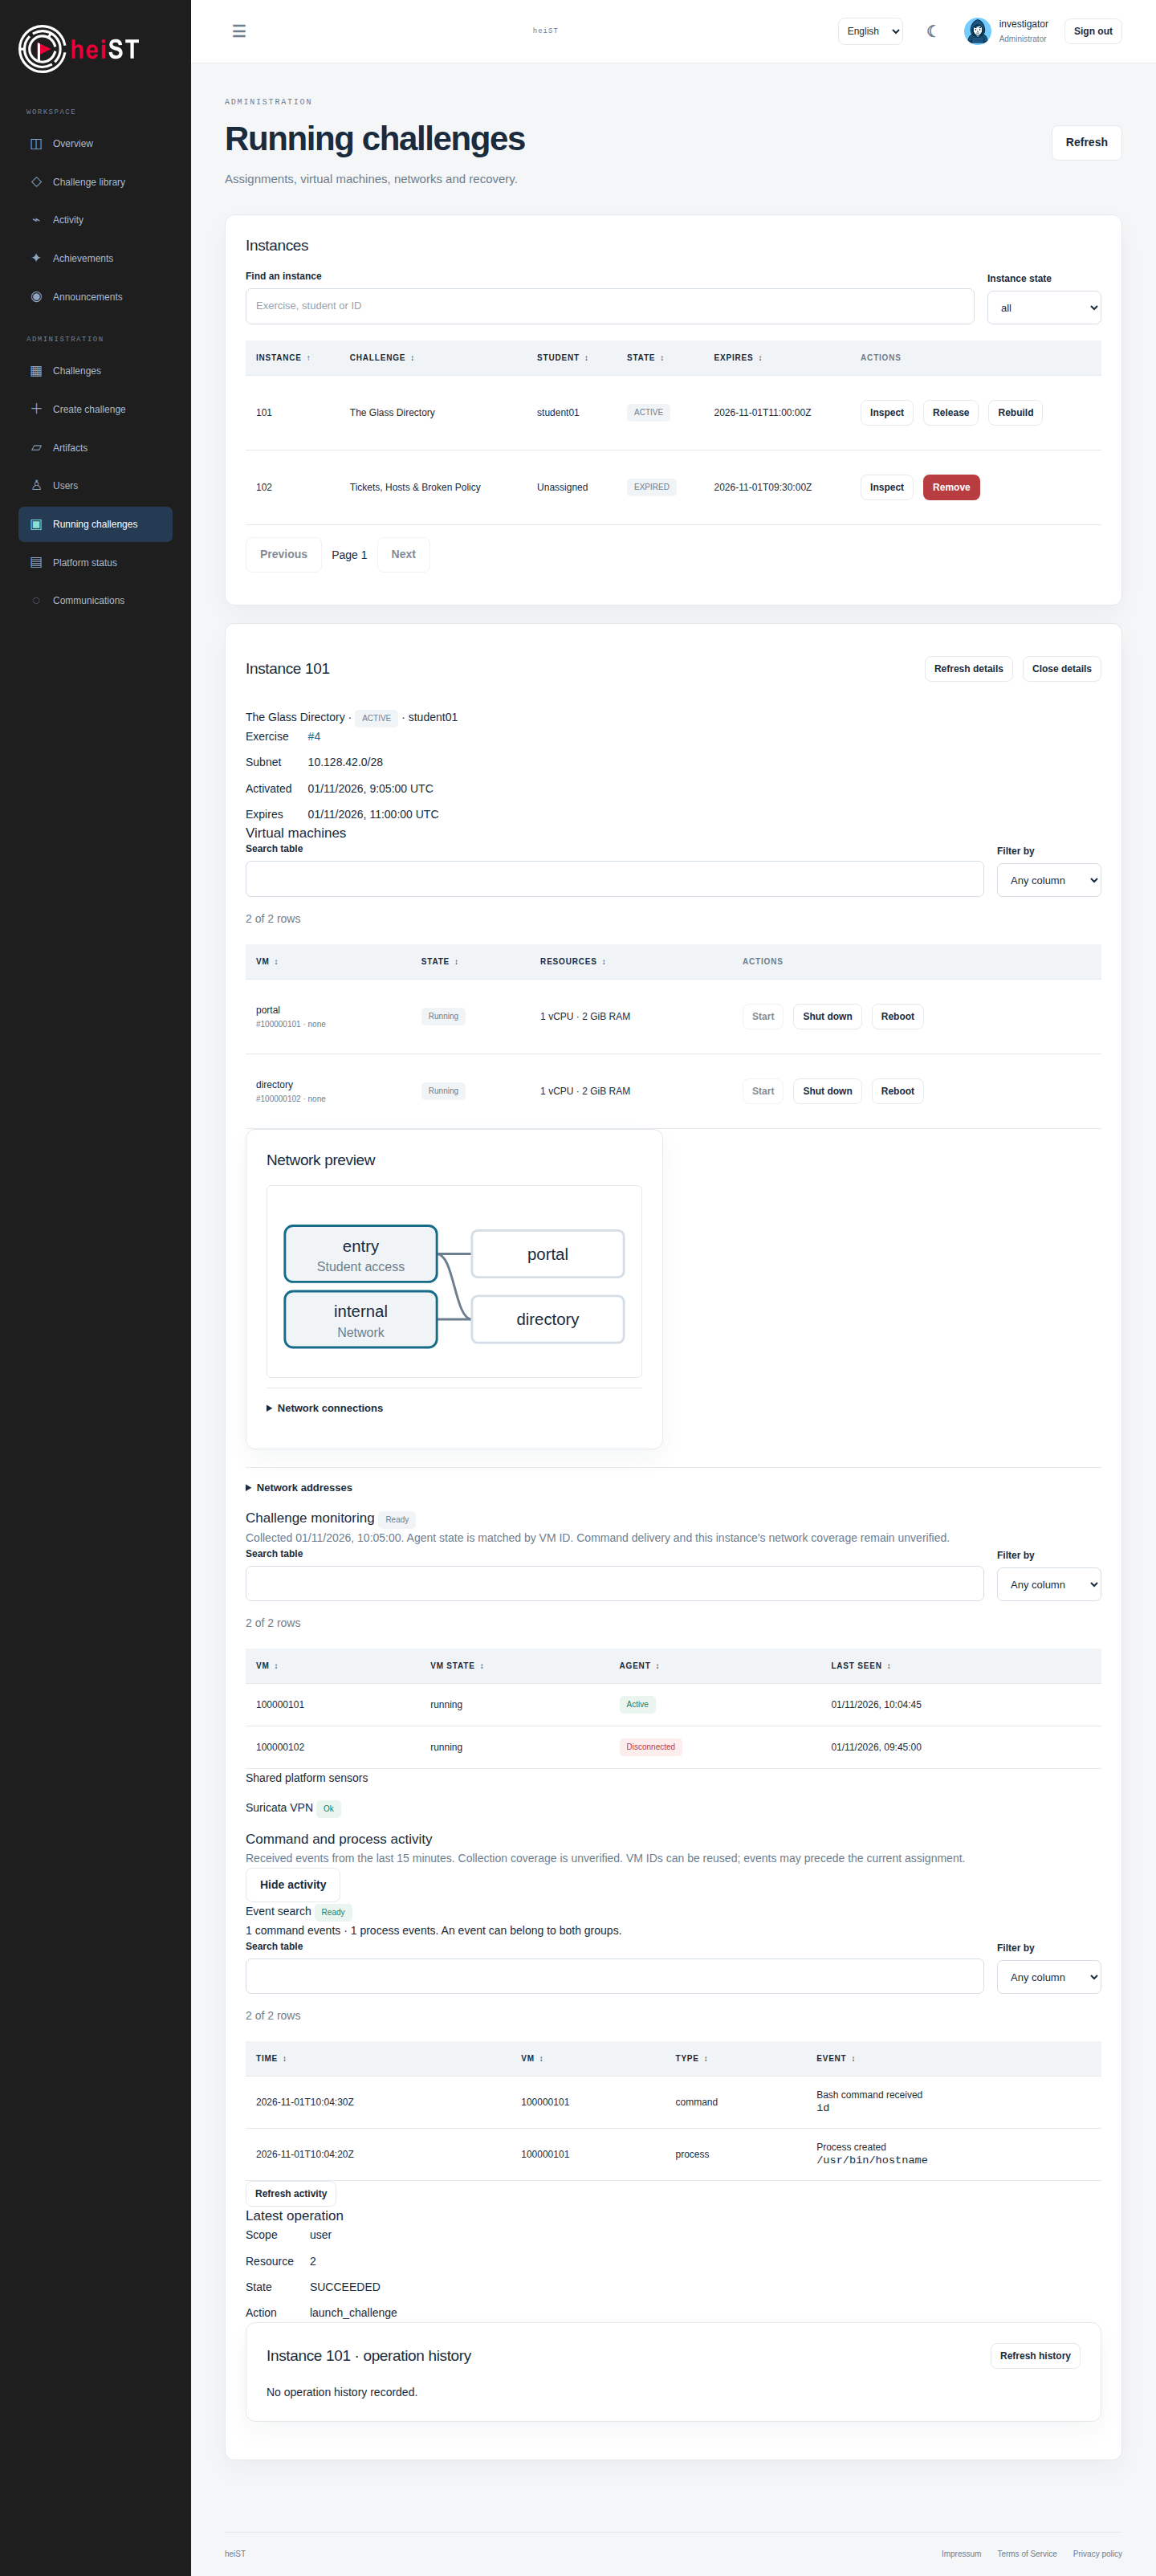 heiST
☰ heiST English investigator Sign out
Administrator
WORKSPACE
Overview
Challenge library
Activity
Achievements
Announcements
ADMINISTRATION
Challenges
Create challenge
Artifacts
Users
Running challenges
Platform status
Communications
ADMINISTRATION
Running challenges
Refresh
Assignments, virtual machines, networks and recovery.
Instances
Find an instance Instance state
Exercise, student or ID all
INSTANCE ↑ CHALLENGE ↕ STUDENT ↕ STATE ↕ EXPIRES ↕ ACTIONS
101 The Glass Directory student01 ACTIVE 2026-11-01T11:00:00Z Inspect Release Rebuild
102 Tickets, Hosts & Broken Policy Unassigned EXPIRED 2026-11-01T09:30:00Z Inspect Remove
Previous Page 1 Next
Instance 101 Refresh details Close details
The Glass Directory · ACTIVE · student01
Exercise #4
Subnet 10.128.42.0/28
Activated 01/11/2026, 9:05:00 UTC
Expires 01/11/2026, 11:00:00 UTC
Virtual machines
Search table Filter by
Any column
2 of 2 rows
VM ↕ STATE ↕ RESOURCES ↕ ACTIONS
portal
#100000101 · none Running 1 vCPU · 2 GiB RAM Start Shut down Reboot
directory
#100000102 · none Running 1 vCPU · 2 GiB RAM Start Shut down Reboot
Network preview
entry
Student access
portal
internal
Network
directory
▶ Network connections
▶ Network addresses
Challenge monitoring Ready
Collected 01/11/2026, 10:05:00. Agent state is matched by VM ID. Command delivery and this instance's network coverage remain unverified.
Search table Filter by
Any column
2 of 2 rows
VM ↕ VM STATE ↕ AGENT ↕ LAST SEEN ↕
100000101 running Active 01/11/2026, 10:04:45
100000102 running Disconnected 01/11/2026, 09:45:00
Shared platform sensors
Suricata VPN Ok
Command and process activity
Received events from the last 15 minutes. Collection coverage is unverified. VM IDs can be reused; events may precede the current assignment.
Hide activity
Event search Ready
1 command events · 1 process events. An event can belong to both groups.
Search table Filter by
Any column
2 of 2 rows
TIME ↕ VM ↕ TYPE ↕ EVENT ↕
2026-11-01T10:04:30Z 100000101 command Bash command received
id
2026-11-01T10:04:20Z 100000101 process Process created
/usr/bin/hostname
Refresh activity
Latest operation
Scope user
Resource 2
State SUCCEEDED
Action launch_challenge
Instance 101 · operation history Refresh history
No operation history recorded.
heiST Impressum Terms of Service Privacy policy